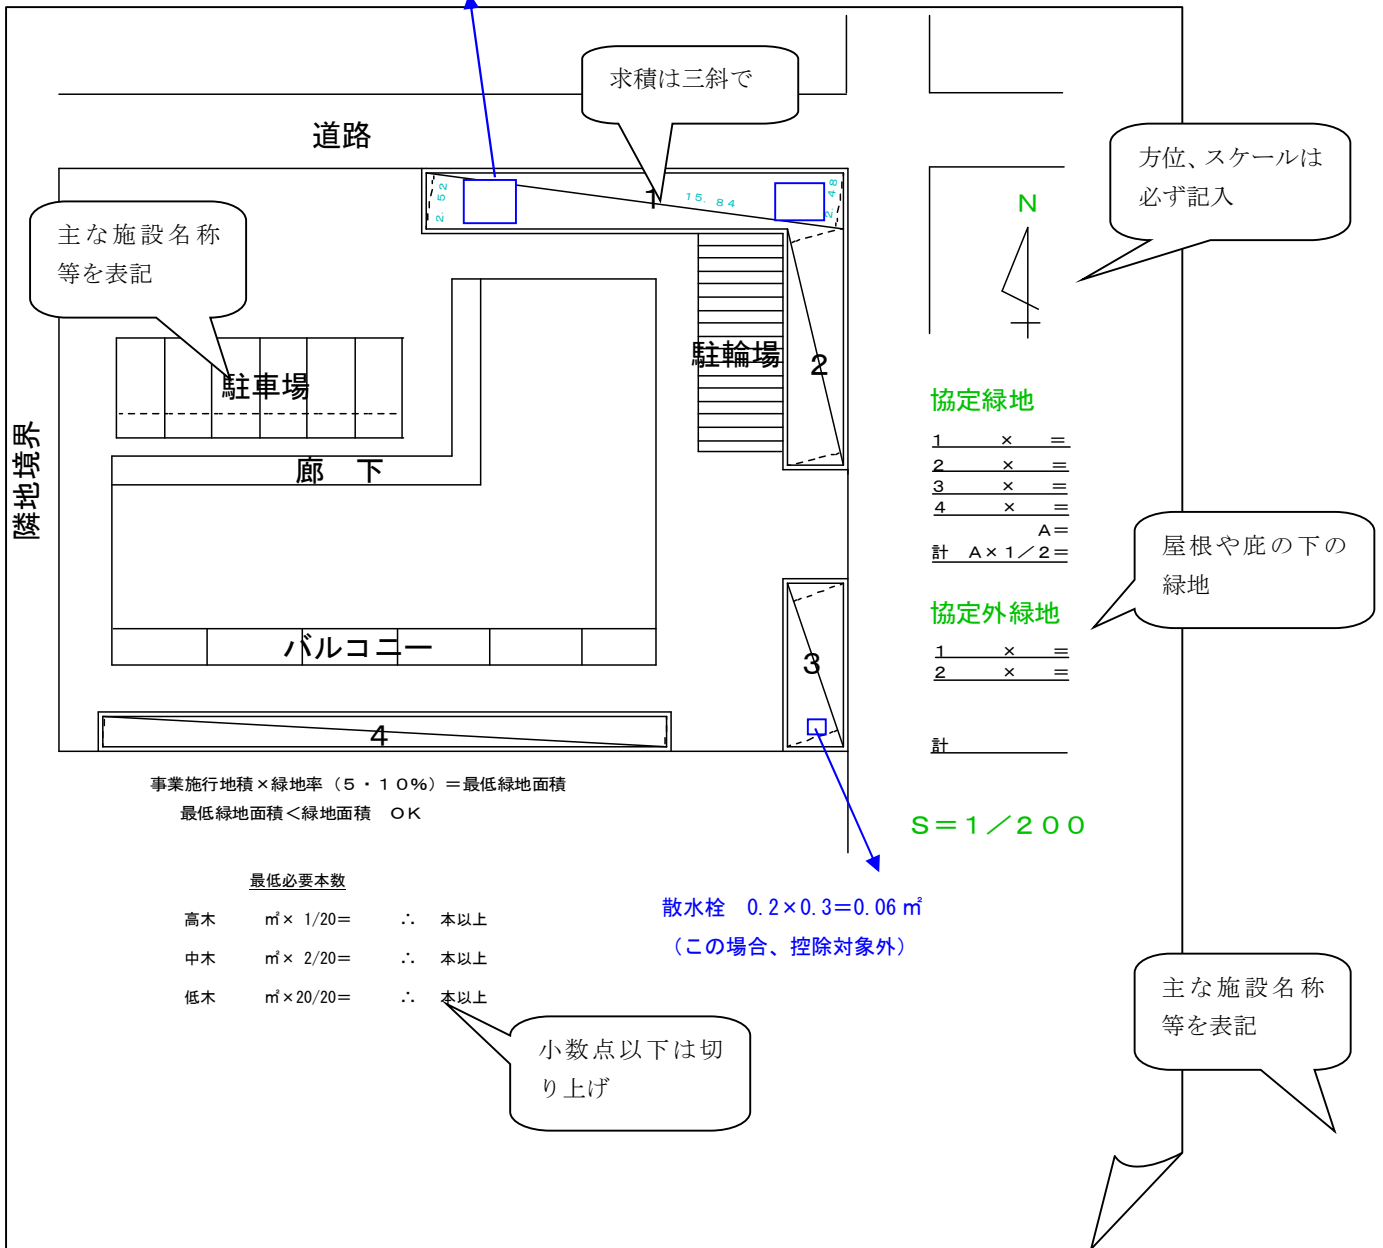 求積は三斜で
道路
方位、スケールは
必ず記入
主な施設名称
等を表記
2.52
1
15.84
2.48
N
駐輪場
2
駐車場
協定緑地
1 × =
2 × =
3 × =
4 × =
A=
計 A×1/2=
隣地境界
廊 下
屋根や庇の下の
緑地
協定外緑地
1 × =
2 × =
計
バルコニー
3
4
事業施行地積×緑地率(5・10%)=最低緑地面積
最低緑地面積<緑地面積 OK
S=1/200
最低必要本数
高木 ㎡× 1/20= ∴ 本以上
中木 ㎡× 2/20= ∴ 本以上
低木 ㎡×20/20= ∴ 本以上
散水栓 0.2×0.3=0.06㎡
(この場合、控除対象外)
小数点以下は切
り上げ
主な施設名称
等を表記